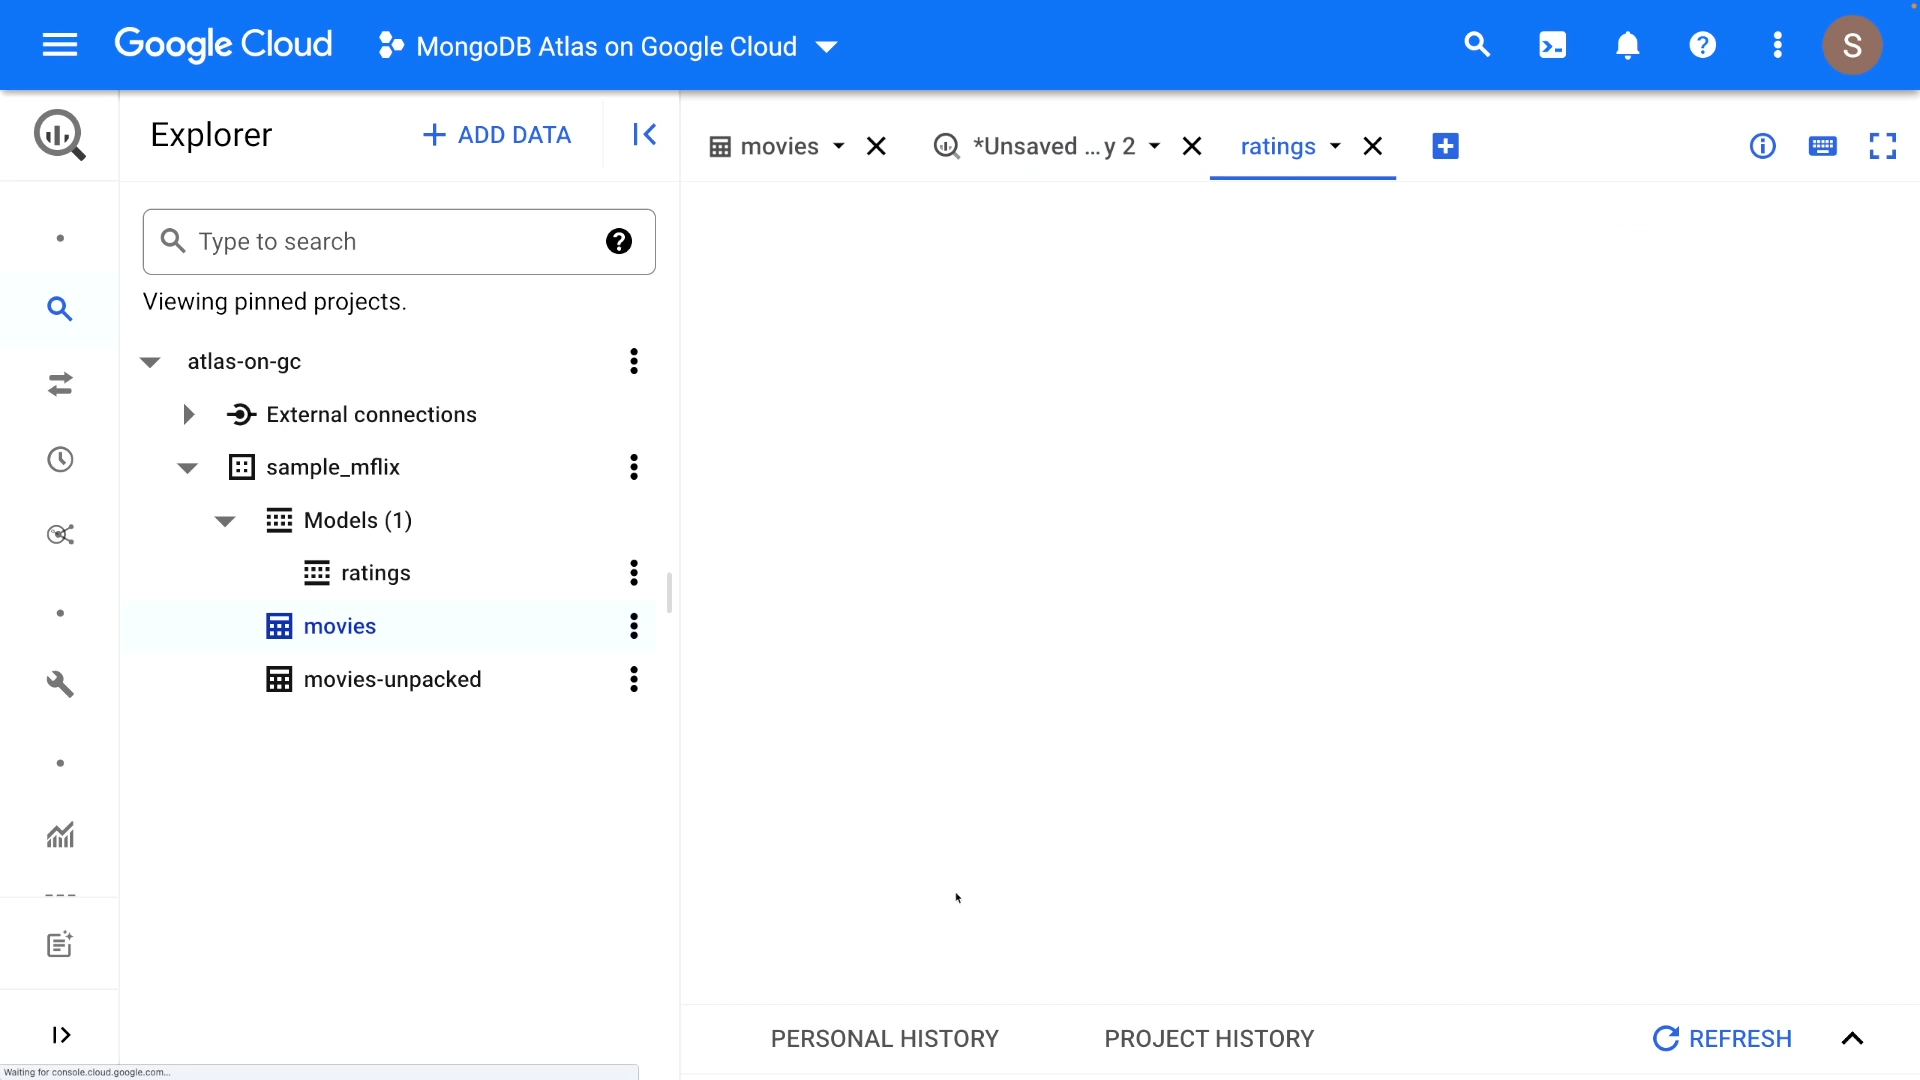 Google Cloud
MongoDB Atlas on Google Cloud
S
Explorer
+ ADD DATA
movies
*Unsaved ...y 2
ratings
Type to search
Viewing pinned projects.
atlas-on-gc
External connections
sample_mflix
Models (1)
ratings
movies
movies-unpacked
PERSONAL HISTORY
PROJECT HISTORY
REFRESH
Waiting for console.cloud.google.com...